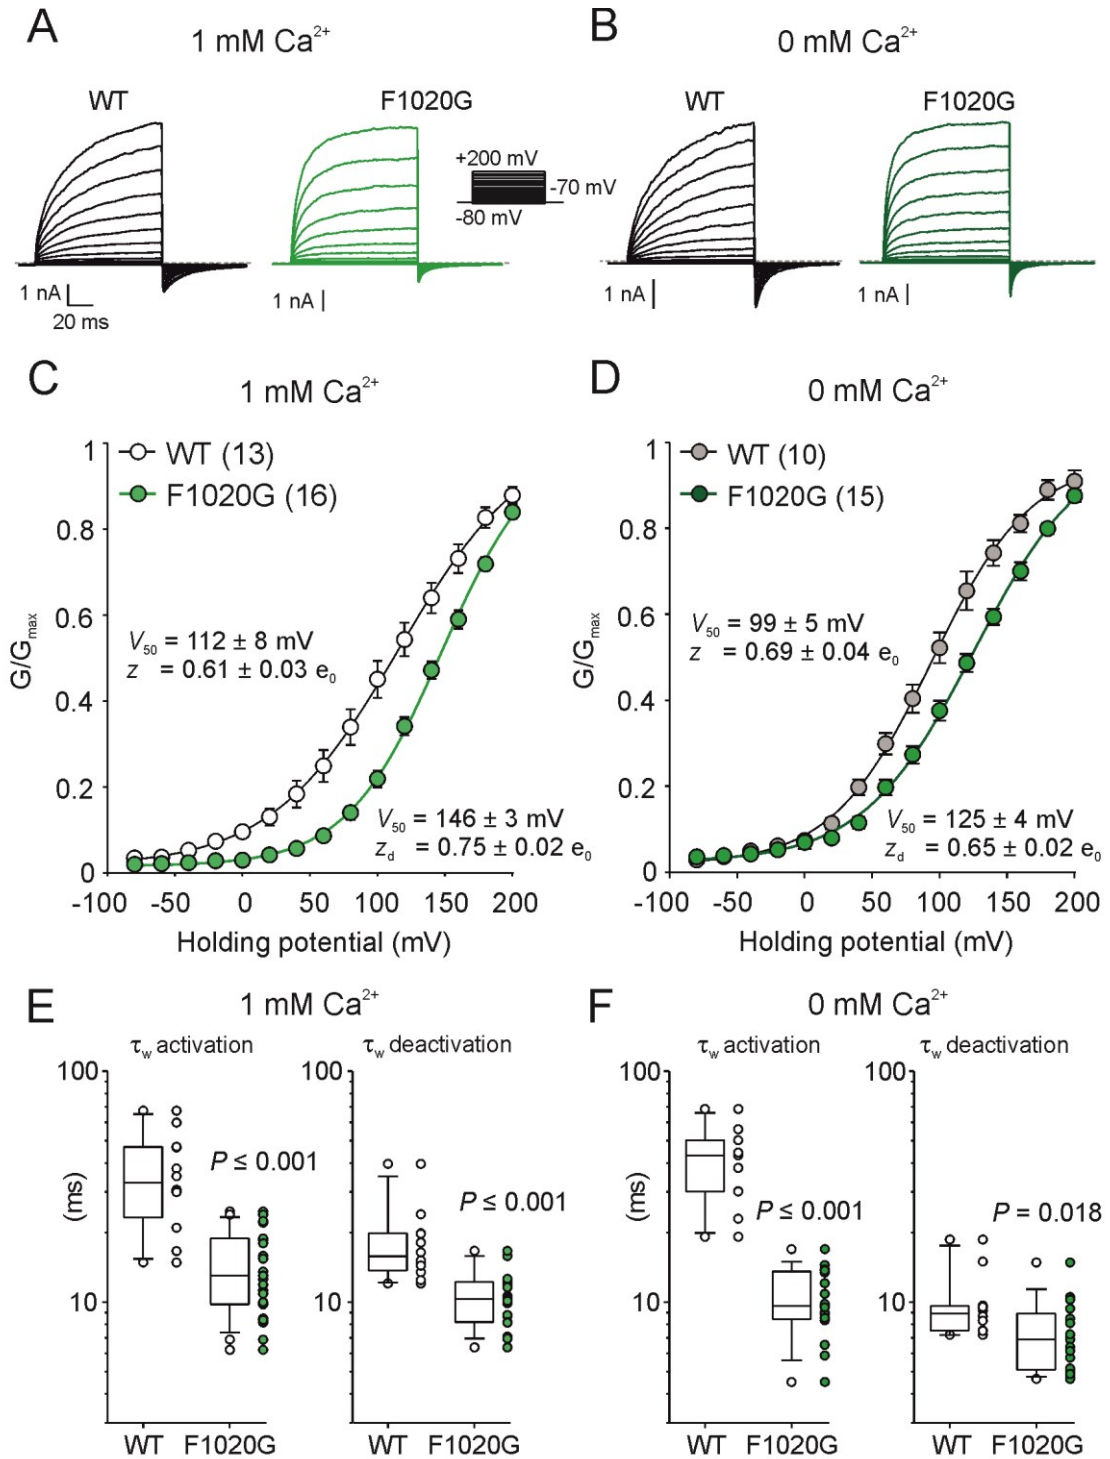 A
1 mM Ca²⁺
WT
F1020G
+200 mV
-70 mV
-80 mV
1 nA
20 ms
1 nA
B
0 mM Ca²⁺
WT
F1020G
1 nA
1 nA
C
1 mM Ca²⁺
WT (13)
F1020G (16)
G/Gmax
1
0.8
0.6
0.4
0.2
0
V50 = 112 ± 8 mV
z = 0.61 ± 0.03 e0
V50 = 146 ± 3 mV
zd = 0.75 ± 0.02 e0
-100 -50 0 50 100 150 200
Holding potential (mV)
D
0 mM Ca²⁺
WT (10)
F1020G (15)
G/Gmax
1
0.8
0.6
0.4
0.2
0
V50 = 99 ± 5 mV
z = 0.69 ± 0.04 e0
V50 = 125 ± 4 mV
zd = 0.65 ± 0.02 e0
-100 -50 0 50 100 150 200
Holding potential (mV)
E
1 mM Ca²⁺
τw activation
(ms)
100
10
P ≤ 0.001
WT F1020G
τw deactivation
100
10
P ≤ 0.001
WT F1020G
F
0 mM Ca²⁺
τw activation
(ms)
100
10
P ≤ 0.001
WT F1020G
τw deactivation
100
10
P = 0.018
WT F1020G